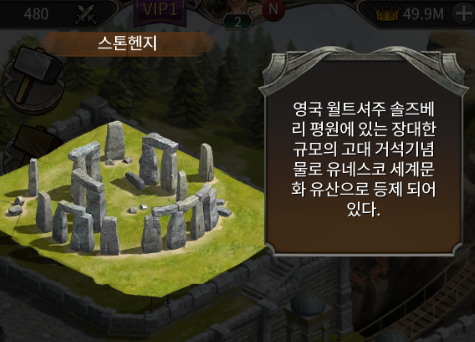 480
VIP1
2
N
49.9M
스톤헨지
영국 윌트셔주 솔즈베
리 평원에 있는 장대한
규모의 고대 거석기념
물로 유네스코 세계문
화 유산으로 등제 되어
있다.